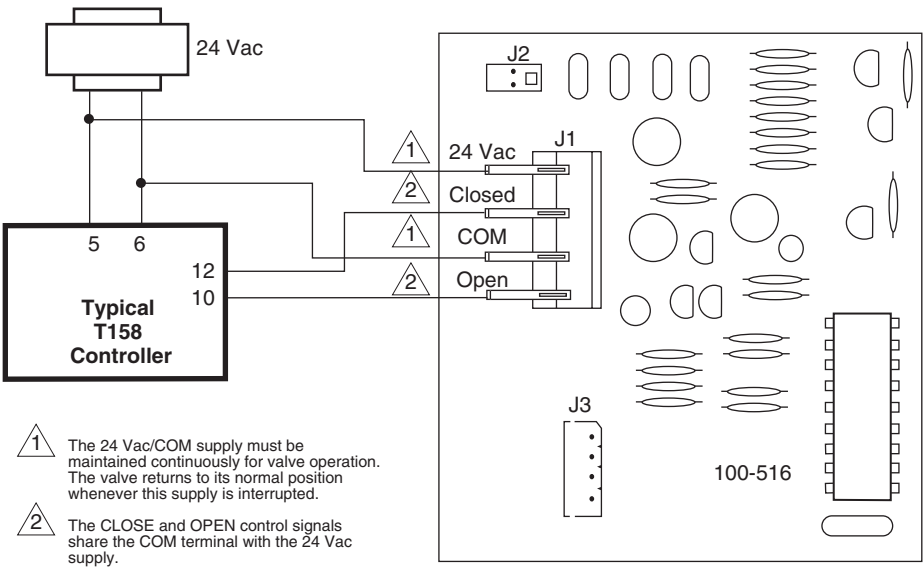 24 Vac
J2
J1
1 24 Vac
2 Closed
1 COM
2 Open
5 6
12
10
Typical
T158
Controller
J3
100-516
1 The 24 Vac/COM supply must be
maintained continuously for valve operation.
The valve returns to its normal position
whenever this supply is interrupted.
2 The CLOSE and OPEN control signals
share the COM terminal with the 24 Vac
supply.